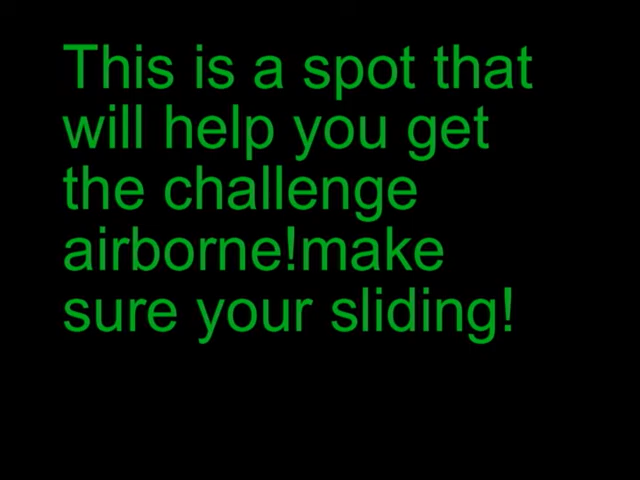 This is a spot that
will help you get
the challenge
airborne!make
sure your sliding!